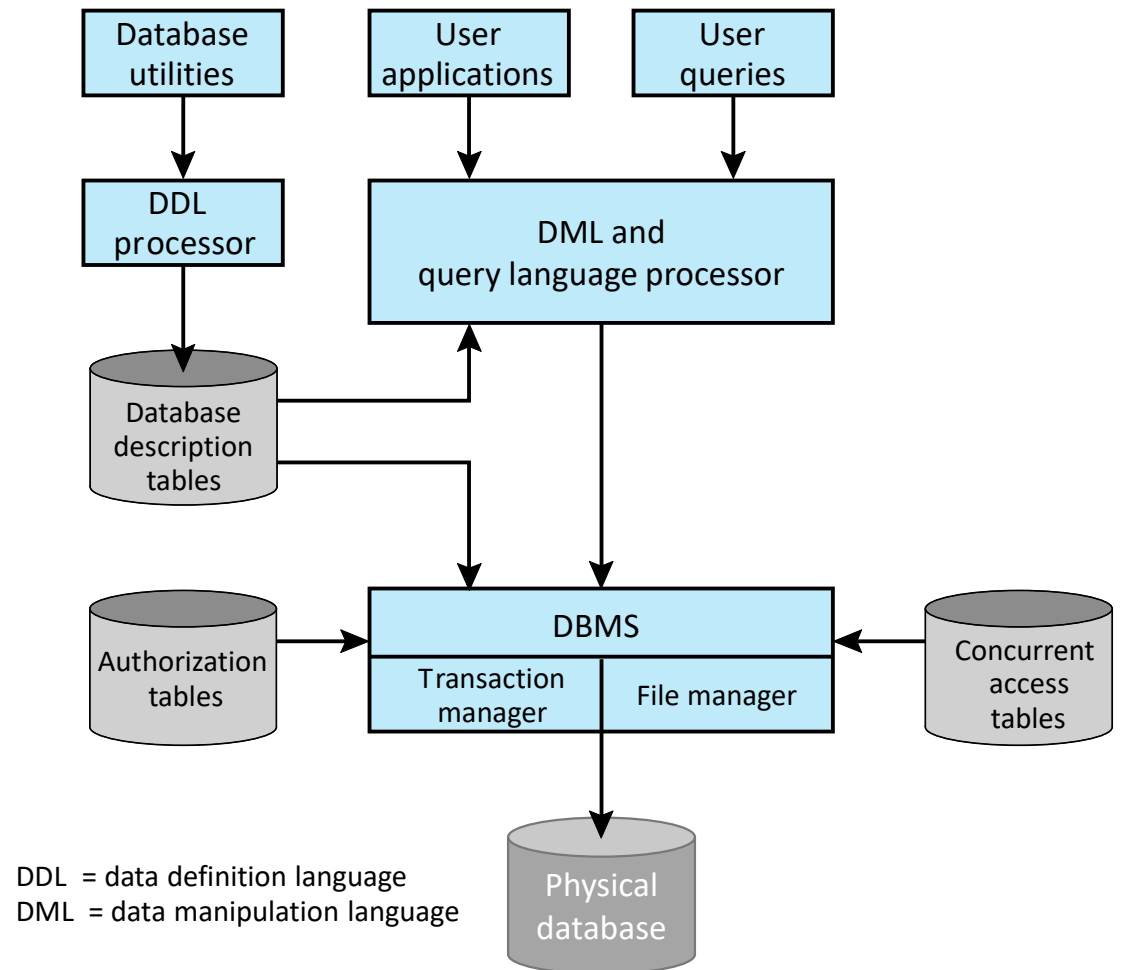 Database
utilities
User
applications
User
queries
DDL
processor
DML and
query language processor
Database
description
tables
DBMS
Authorization
tables
Transaction
manager
File manager
Concurrent
access
tables
Physical
database
DDL = data definition language
DML = data manipulation language